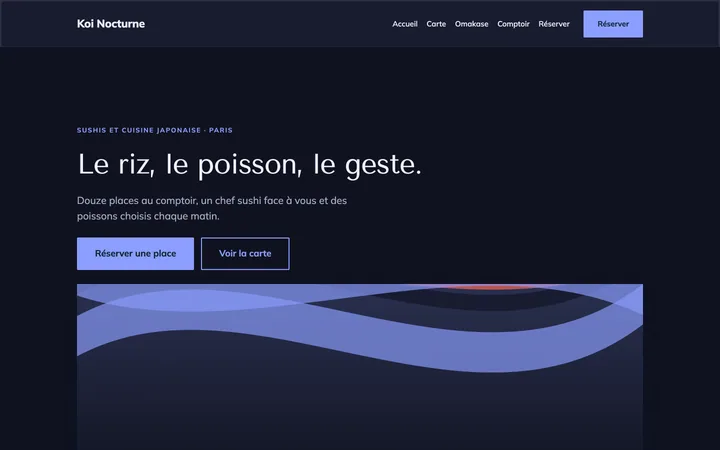 Koi Nocturne
Accueil Carte Omakase Comptoir Réserver Réserver
SUSHIS ET CUISINE JAPONAISE · PARIS
Le riz, le poisson, le geste.
Douze places au comptoir, un chef sushi face à vous et des
poissons choisis chaque matin.
Réserver une place Voir la carte